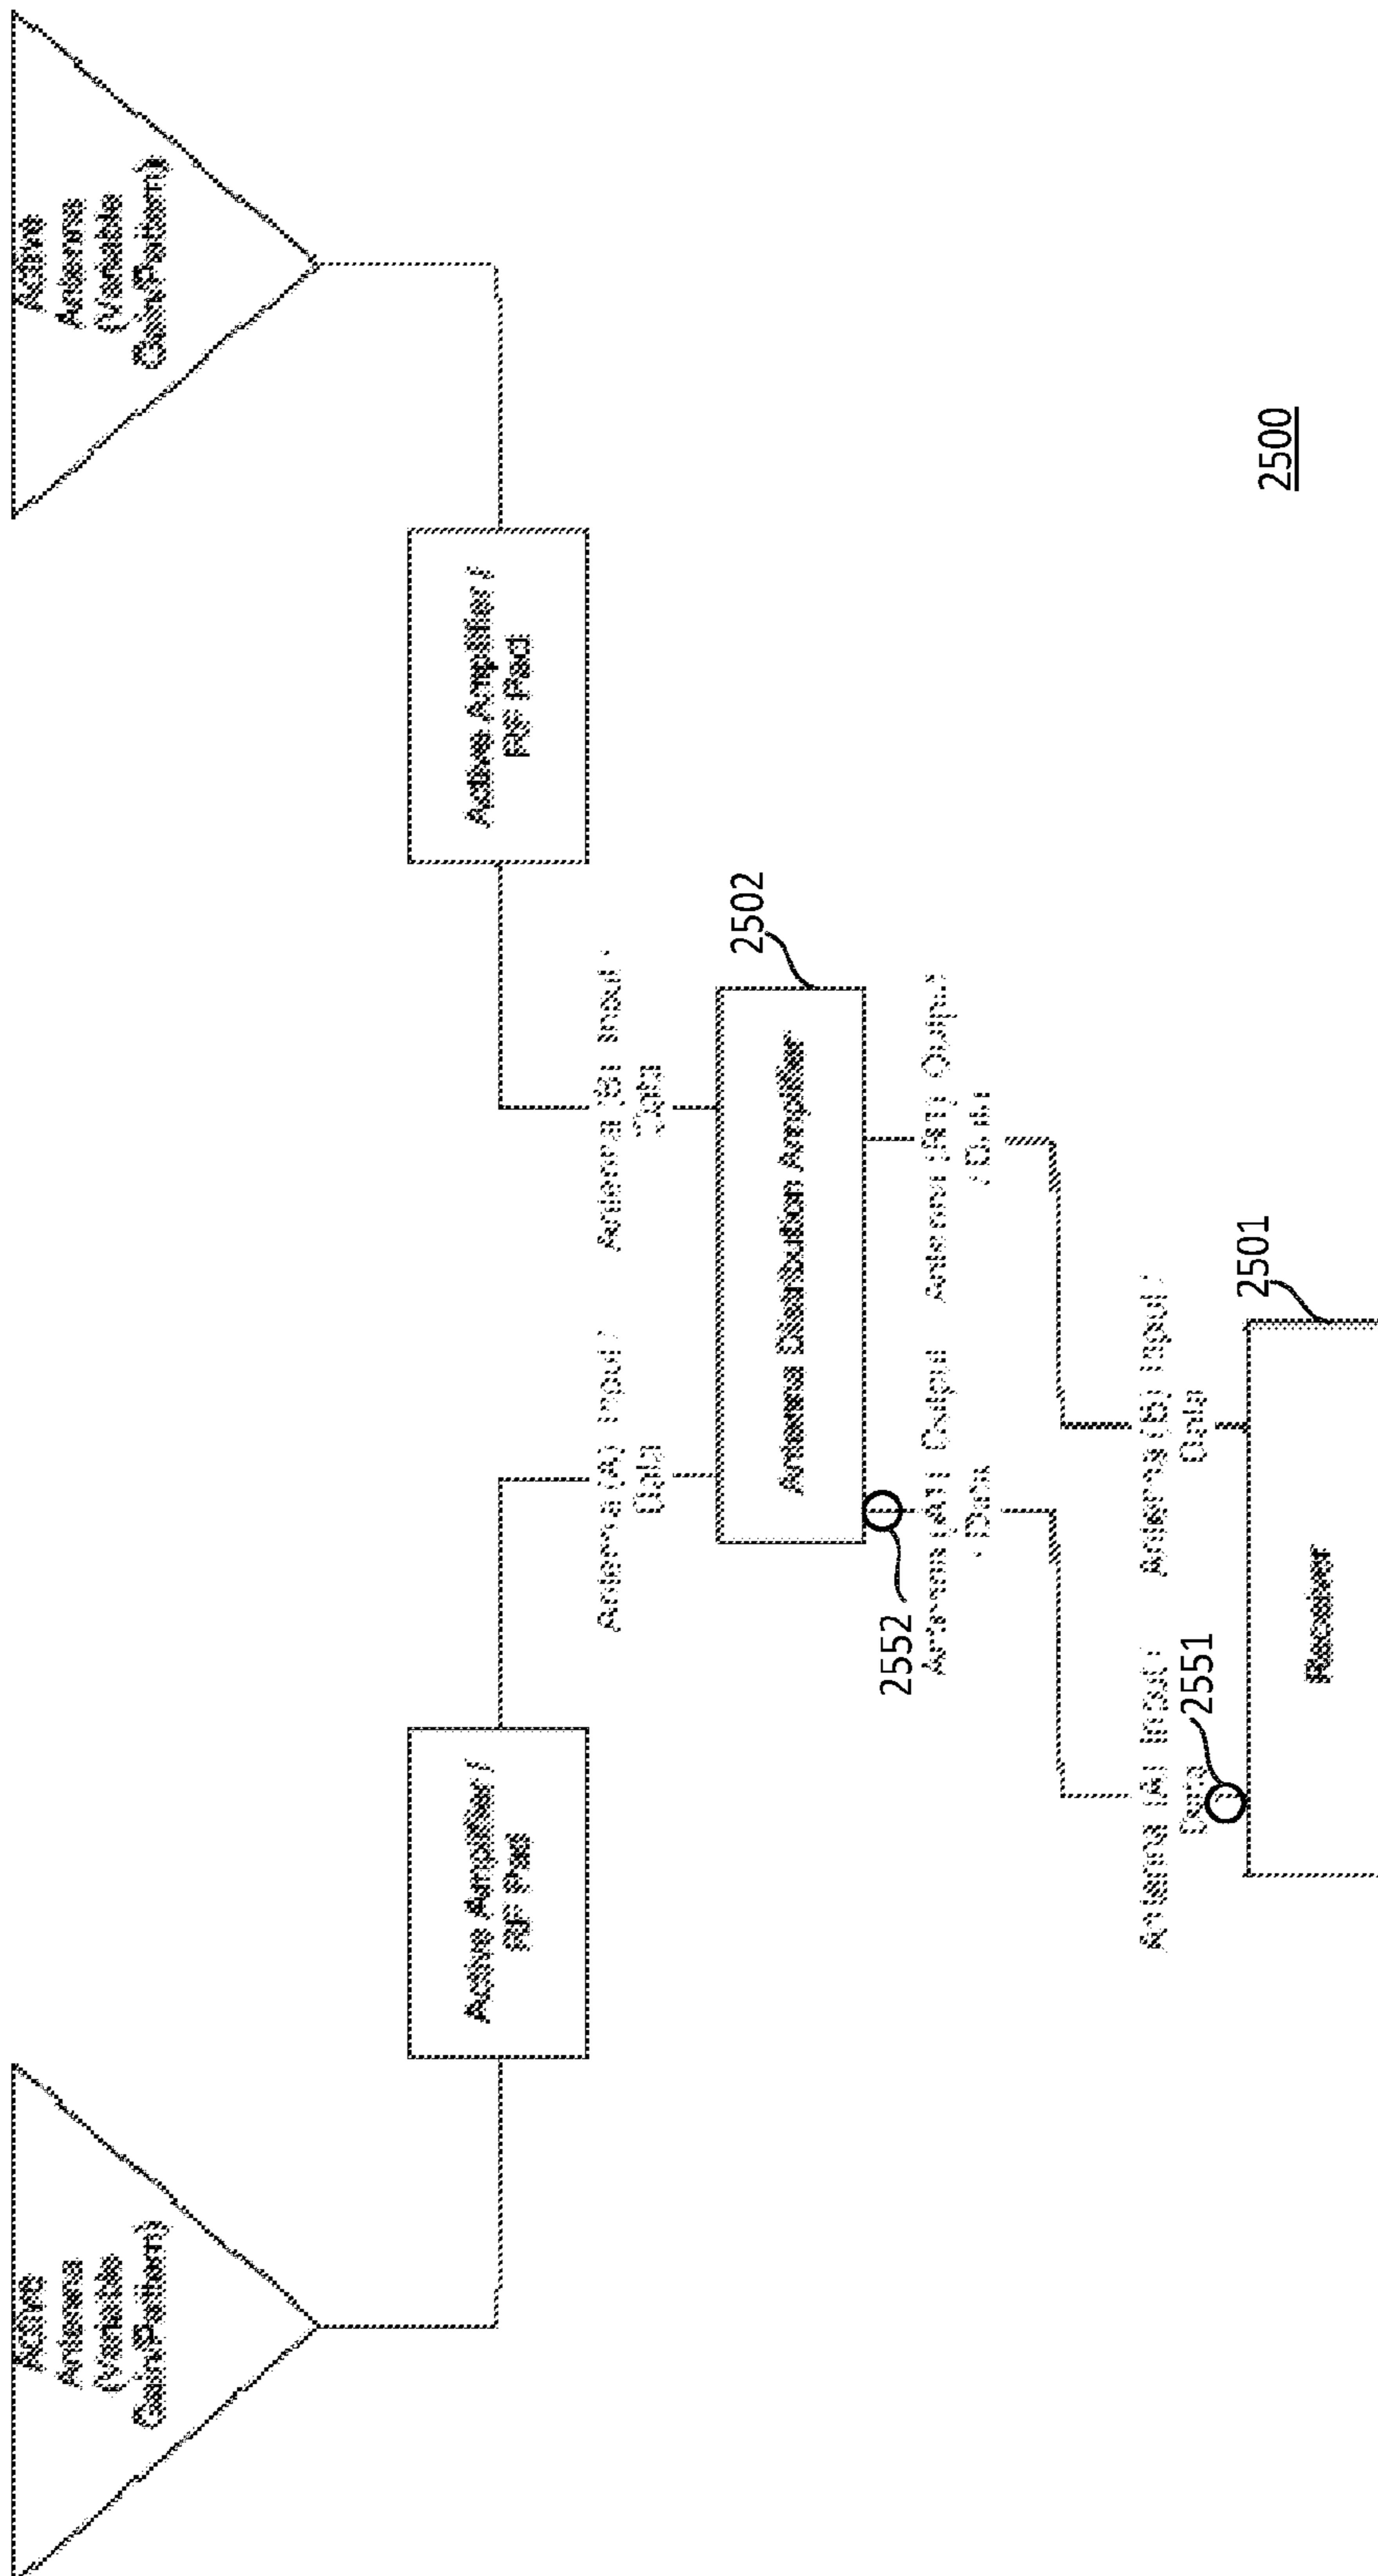 Active
Antenna
(Variable
Gain/Pattern)
Active
Antenna
(Variable
Gain/Pattern)
Active Amplifier /
RF Pad
Active Amplifier /
RF Pad
Antenna (A) Input /
Data
Antenna (B) Input /
Data
Antenna Distribution Amplifier
2502
2552
Antenna (A1) Output
/Data
Antenna (B1) Output
/Data
Antenna (A) Input /
Data
Antenna (B) Input /
Data
2551
2501
Receiver
2500